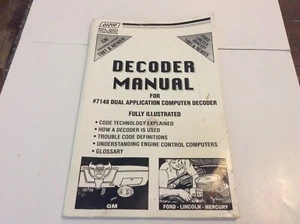 DECODER
MANUAL
FOR
#7148 DUAL APPLICATION COMPUTER DECODER
FULLY ILLUSTRATED
• CODE TECHNOLOGY EXPLAINED
• HOW A DECODER IS USED
• TROUBLE CODE DEFINITIONS
• UNDERSTANDING ENGINE CONTROL COMPUTERS
• GLOSSARY
GM
FORD - LINCOLN - MERCURY